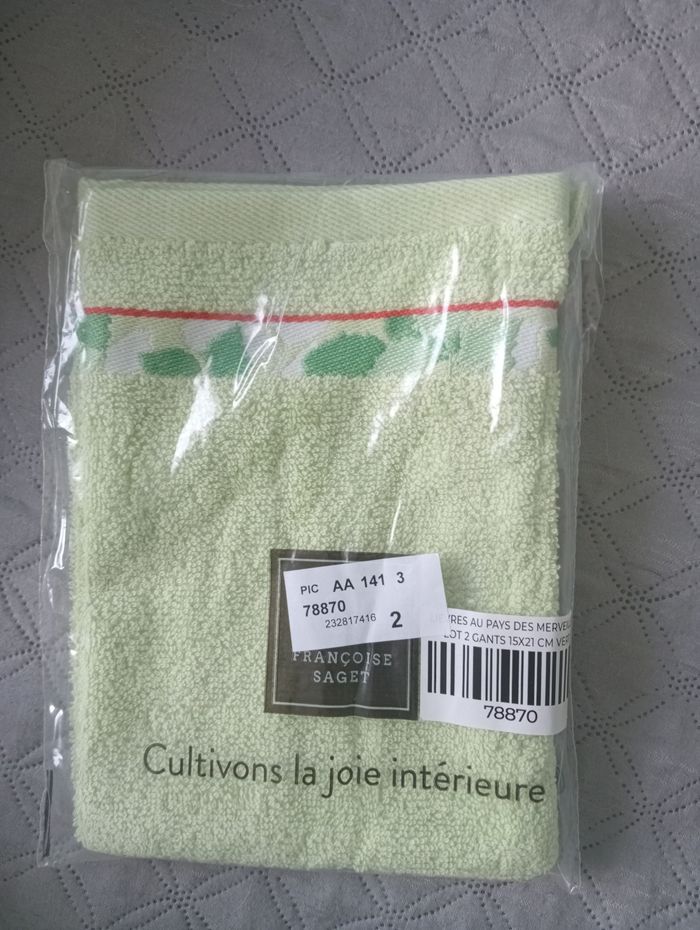 PIC AA 141 3
78870
232817416 2
FRANÇOISE
SAGET
LIÈVRES AU PAYS DES
LOT 2 GANTS 15X21 CM
78870
Cultivons la joie intérieure